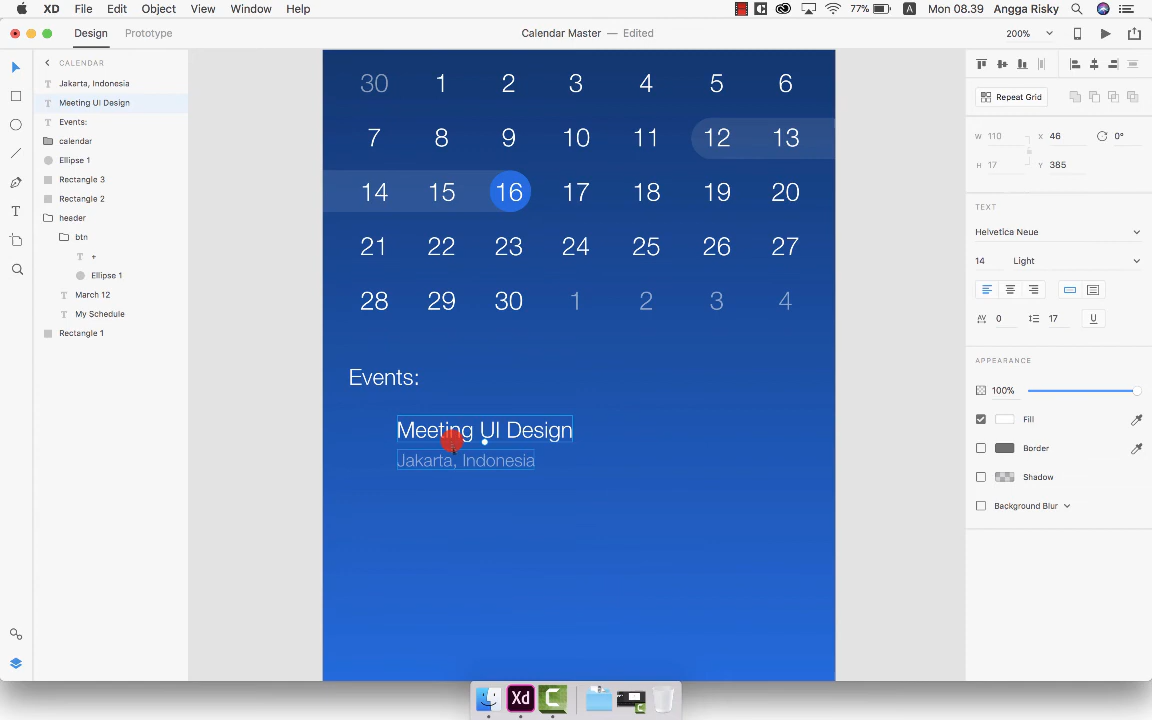 XD File Edit Object View Window Help 77% A Mon 08.39 Angga Risky
Design Prototype Calendar Master — Edited 200%
CALENDAR
Jakarta, Indonesia
Meeting UI Design
Events:
calendar
Ellipse 1
Rectangle 3
Rectangle 2
header
btn
+
Ellipse 1
March 12
My Schedule
Rectangle 1
30 1 2 3 4 5 6
7 8 9 10 11 12 13
14 15 16 17 18 19 20
21 22 23 24 25 26 27
28 29 30 1 2 3 4
Events:
Meeting UI Design
Jakarta, Indonesia
Repeat Grid
W 110 X 46 0°
H 17 Y 385
TEXT
Helvetica Neue
14 Light
AV 0 17 U
APPEARANCE
100%
Fill
Border
Shadow
Background Blur
Xd C